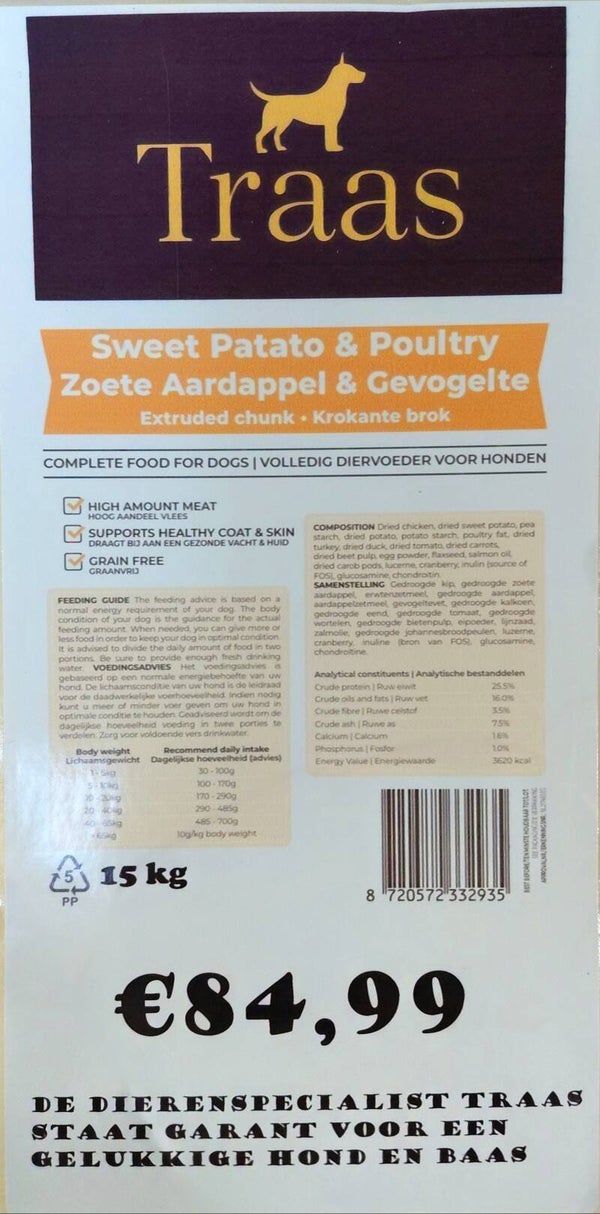 Traas
Sweet Patato & Poultry
Zoete Aardappel & Gevogelte
Extruded chunk • Krokante brok
COMPLETE FOOD FOR DOGS | VOLLEDIG DIERVOEDER VOOR HONDEN
HIGH AMOUNT MEAT
HOOG AANDEEL VLEES
SUPPORTS HEALTHY COAT & SKIN
DRAAGT BIJ AAN EEN GEZONDE VACHT & HUID
GRAIN FREE
GRAANVRIJ
FEEDING GUIDE The feeding advice is based on a
normal energy requirement of your dog. The body
condition of your dog is the guidance for the actual
feeding amount. When needed, you can give more or
less food in order to keep your dog in optimal condition.
It is advised to divide the daily amount of food in two
portions. Be sure to provide enough fresh drinking
water. VOEDINGSADVIES Het voedingsadvies is
gebaseerd op een normale energiebehoefte van uw
hond. De lichaamsconditie van uw hond is de leidraad
voor de daadwerkelijke voerhoeveelheid. Indien nodig
kunt u meer of minder voer geven om uw hond in
optimale conditie te houden. Geadviseerd wordt om de
dagelijkse hoeveelheid voeding in twee porties te
verdelen. Zorg voor voldoende vers drinkwater.
Body weight Recommend daily intake
Lichaamsgewicht Dagelijkse hoeveelheid (advies)
1-5kg 30-100g
5-10kg 100-170g
10-20kg 170-290g
20-40kg 290-485g
40-65kg 485-700g
>65kg 10g/kg body weight
COMPOSITION Dried chicken, dried sweet potato, pea
starch, dried potato, potato starch, poultry fat, dried
turkey, dried duck, dried tomato, dried carrots,
dried beet pulp, egg powder, flaxseed, salmon oil,
dried carob pods, lucerne, cranberry, inulin (source of
FOS), glucosamine, chondroitin.
SAMENSTELLING Gedroogde kip, gedroogde zoete
aardappel, erwtenzetmeel, gedroogde aardappel,
aardappelzetmeel, gevogeltevet, gedroogde kalkoen,
gedroogde eend, gedroogde tomaat, gedroogde
wortelen, gedroogde bietenpulp, eipoeder, lijnzaad,
zalmolie, gedroogde johannesbroodpeulen, luzerne,
cranberry, inuline (bron van FOS), glucosamine,
chondroitine.
Analytical constituents | Analytische bestanddelen
Crude protein | Ruw eiwit 25.5%
Crude oils and fats | Ruw vet 16.0%
Crude fibre | Ruwe celstof 3.5%
Crude ash | Ruwe as 7.5%
Calcium | Calcium 1.6%
Phosphorus | Fosfor 1.0%
Energy Value | Energiewaarde 3620 kcal
8 720572 332935
5
PP
15 kg
€84,99
DE DIERENSPECIALIST TRAAS
STAAT GARANT VOOR EEN
GELUKKIGE HOND EN BAAS